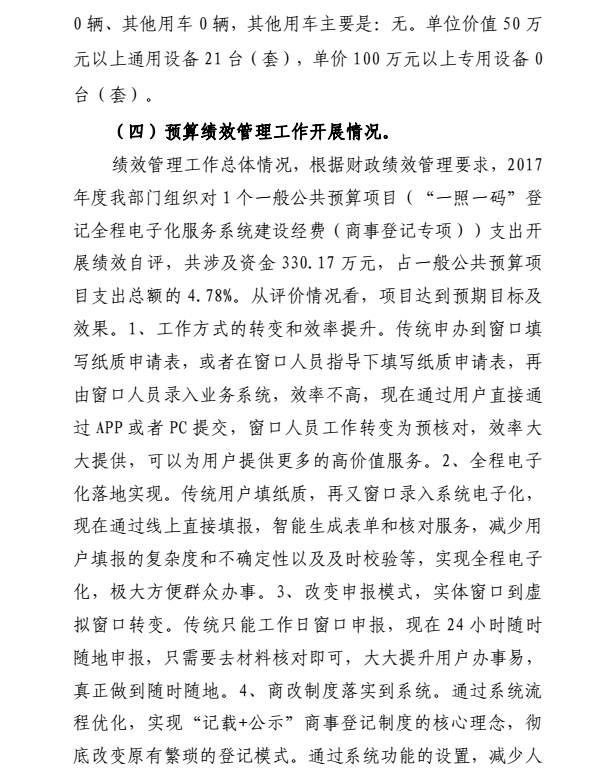 0 辆、其他用车 0 辆，其他用车主要是：无。单位价值 50 万
元以上通用设备 21 台（套），单价 100 万元以上专用设备 0
台（套）。
（四）预算绩效管理工作开展情况。
绩效管理工作总体情况，根据财政绩效管理要求，2017
年度我部门组织对 1 个一般公共预算项目（“一照一码”登
记全程电子化服务系统建设经费（商事登记专项））支出开
展绩效自评，共涉及资金 330.17 万元，占一般公共预算项
目支出总额的 4.78%。从评价情况看，项目达到预期目标及
效果。1、工作方式的转变和效率提升。传统申办到窗口填
写纸质申请表，或者在窗口人员指导下填写纸质申请表，再
由窗口人员录入业务系统，效率不高，现在通过用户直接通
过 APP 或者 PC 提交，窗口人员工作转变为预核对，效率大
大提供，可以为用户提供更多的高价值服务。2、全程电子
化落地实现。传统用户填纸质，再又窗口录入系统电子化，
现在通过线上直接填报，智能生成表单和核对服务，减少用
户填报的复杂度和不确定性以及及时校验等，实现全程电子
化，极大方便群众办事。3、改变申报模式，实体窗口到虚
拟窗口转变。传统只能工作日窗口申报，现在 24 小时随时
随地申报，只需要去材料核对即可，大大提升用户办事易，
真正做到随时随地。4、商改制度落实到系统。通过系统流
程优化，实现“记载+公示”商事登记制度的核心理念，彻
底改变原有繁琐的登记模式。通过系统功能的设置，减少人